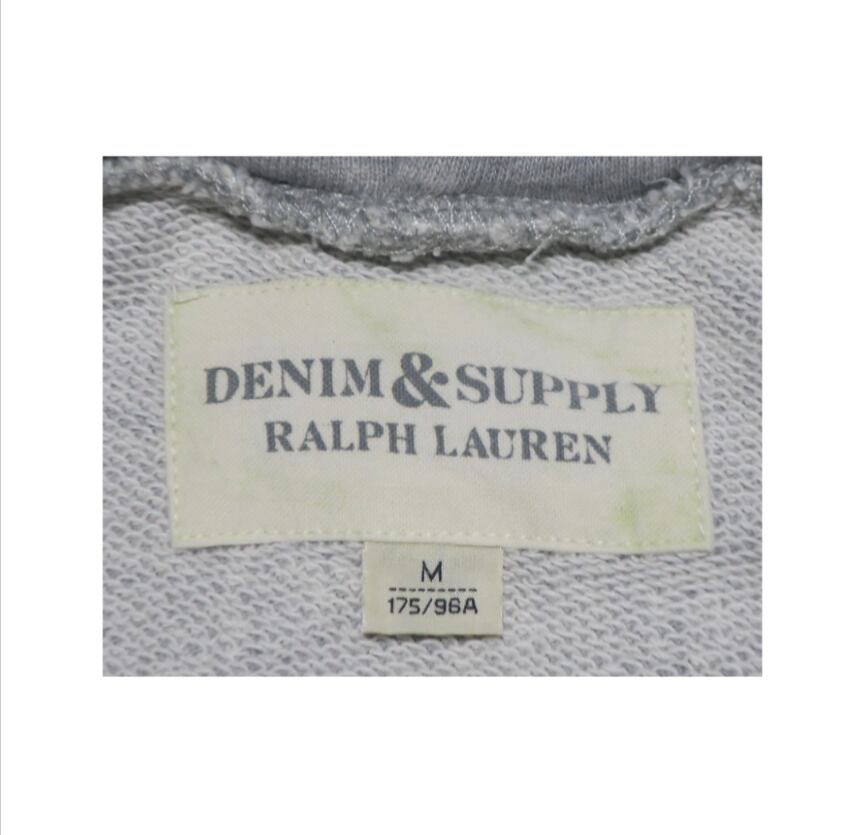 DENIM & SUPPLY
RALPH LAUREN
M
175/96A